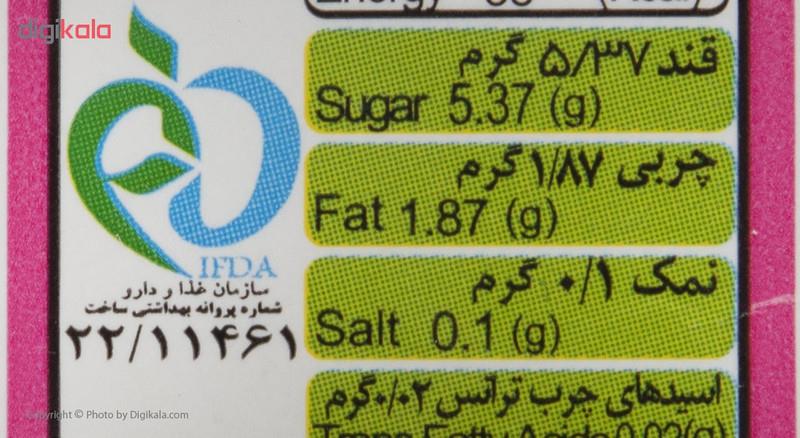 digikala
قند ۵/۳۷ گرم
Sugar 5.37 (g)
چربی ۱/۸۷ گرم
Fat 1.87 (g)
نمک ۰/۱ گرم
Salt 0.1 (g)
اسیدهای چرب ترانس ۰/۰۲ گرم
IFDA
سازمان غذا و دارو
شماره پروانه بهداشتی ساخت
۲۲/۱۱۴۶۱
Copyright © Photo by Digikala.com